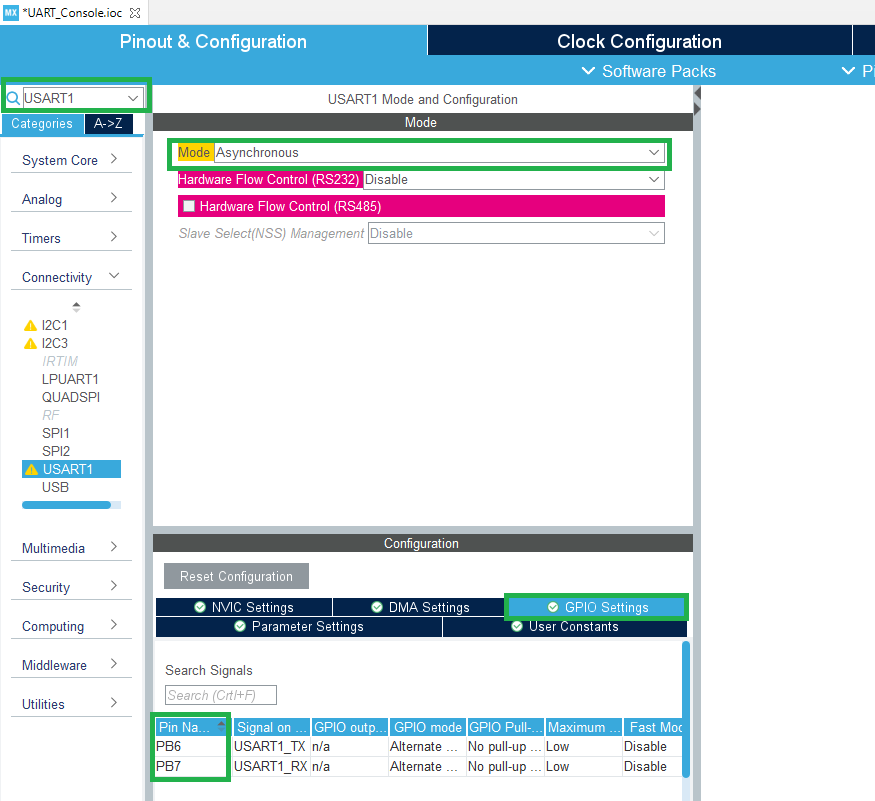 MX *UART_Console.ioc
Pinout & Configuration
Clock Configuration
Software Packs
Pi
USART1
Categories
A->Z
System Core
Analog
Timers
Connectivity
I2C1
I2C3
IRTIM
LPUART1
QUADSPI
RF
SPI1
SPI2
USART1
USB
Multimedia
Security
Computing
Middleware
Utilities
USART1 Mode and Configuration
Mode
Mode Asynchronous
Hardware Flow Control (RS232) Disable
Hardware Flow Control (RS485)
Slave Select(NSS) Management Disable
Configuration
Reset Configuration
NVIC Settings
DMA Settings
GPIO Settings
Parameter Settings
User Constants
Search Signals
Search (Crtl+F)
Pin Na... Signal on ... GPIO outp... GPIO mode GPIO Pull-... Maximum ... Fast Mod
PB6 USART1_TX n/a Alternate ... No pull-up ... Low Disable
PB7 USART1_RX n/a Alternate ... No pull-up ... Low Disable